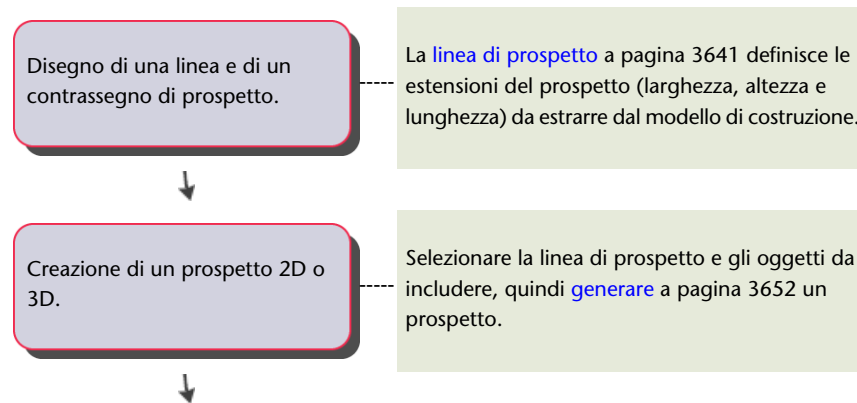 Disegno di una linea e di un
contrassegno di prospetto.
La linea di prospetto a pagina 3641 definisce le
estensioni del prospetto (larghezza, altezza e
lunghezza) da estrarre dal modello di costruzione.
Creazione di un prospetto 2D o
3D.
Selezionare la linea di prospetto e gli oggetti da
includere, quindi generare a pagina 3652 un
prospetto.